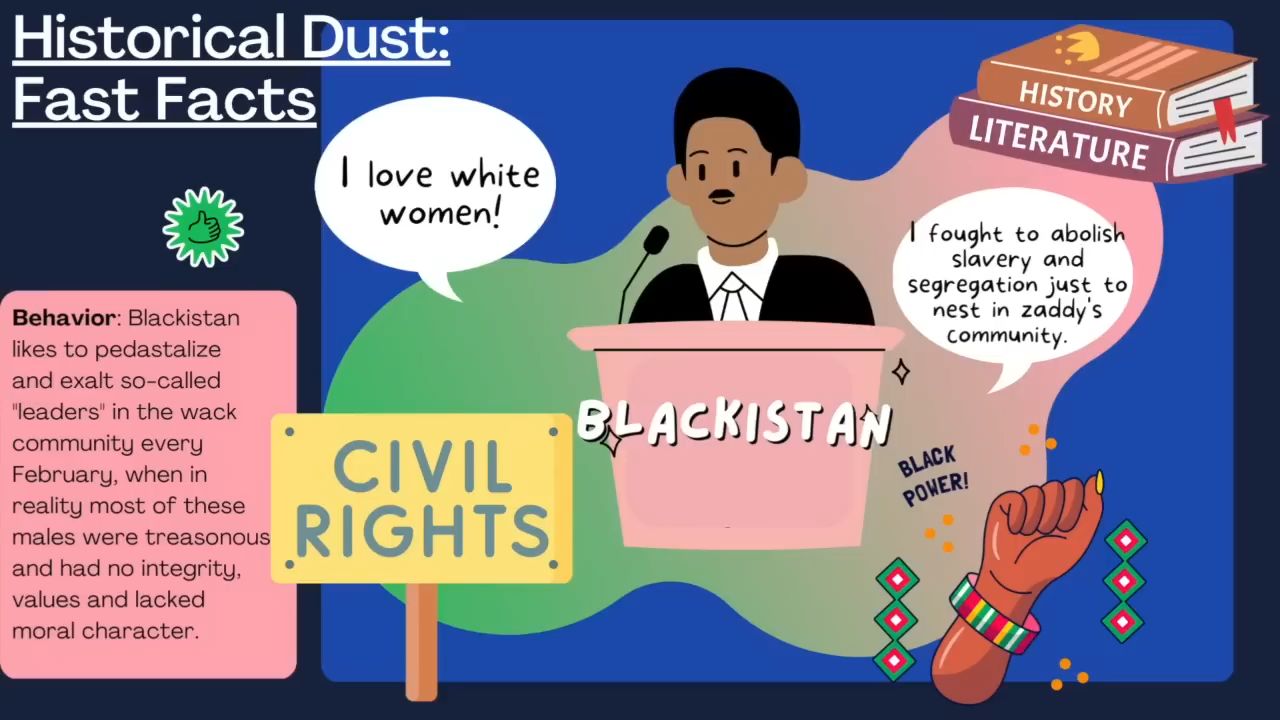 Historical Dust:
Fast Facts
I love white
women!
HISTORY
LITERATURE
I fought to abolish
slavery and
segregation just to
nest in zaddy's
community.
Behavior: Blackistan
likes to pedastalize
and exalt so-called
"leaders" in the wack
community every
February, when in
reality most of these
males were treasonous
and had no integrity,
values and lacked
moral character.
CIVIL
RIGHTS
BLACKISTAN
BLACK
POWER!